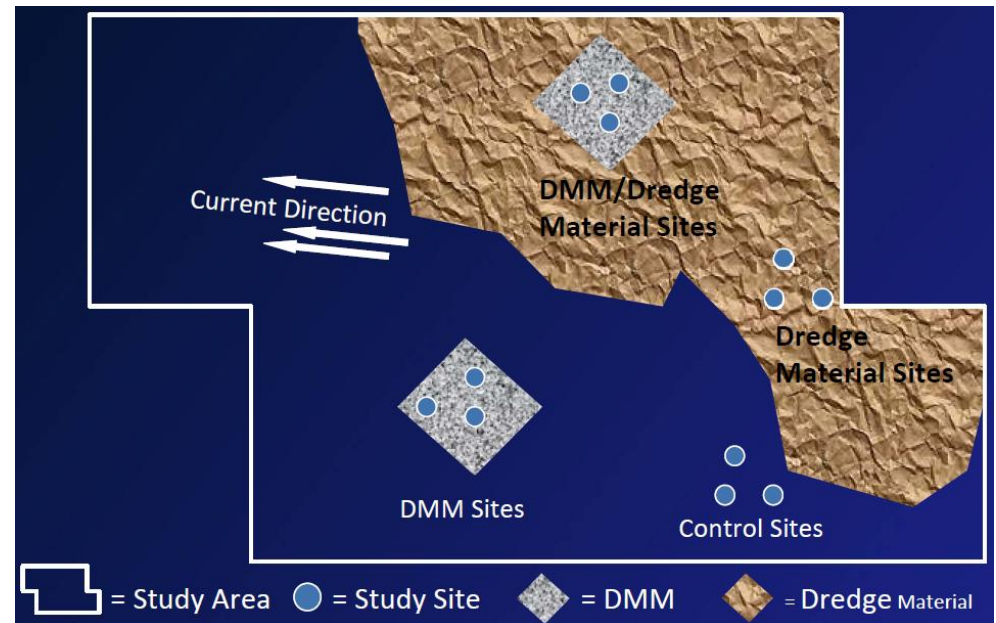 DMM/Dredge
Material Sites
Current Direction
Dredge
Material Sites
DMM Sites
Control Sites
= Study Area
= Study Site
= DMM
= Dredge Material